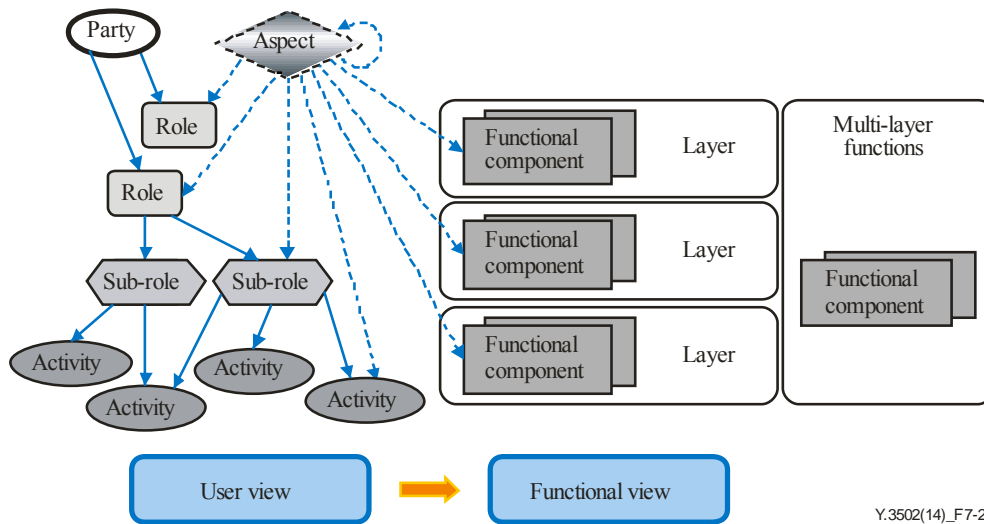 Party
Aspect
Role
Role
Sub-role
Sub-role
Activity
Activity
Activity
Activity
Functional
component
Layer
Functional
component
Layer
Functional
component
Layer
Multi-layer
functions
Functional
component
User view
Functional view
Y.3502(14)_F7-2